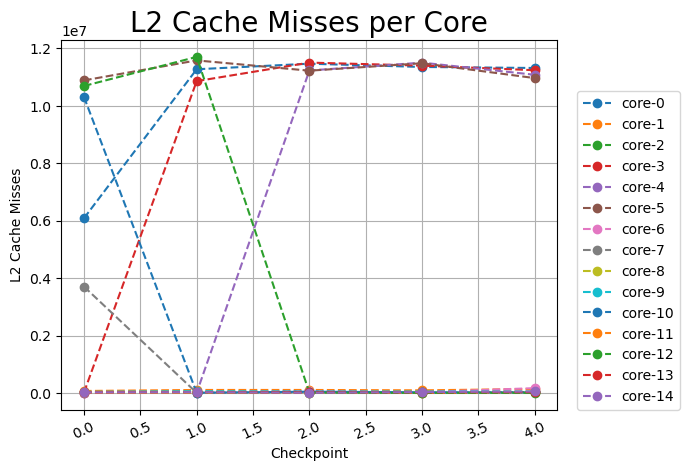 L2 Cache Misses per Core
1e7
1.2
1.0
0.8
0.6
0.4
0.2
0.0
L2 Cache Misses
0.0
0.5
1.0
1.5
2.0
2.5
3.0
3.5
4.0
Checkpoint
core-0
core-1
core-2
core-3
core-4
core-5
core-6
core-7
core-8
core-9
core-10
core-11
core-12
core-13
core-14